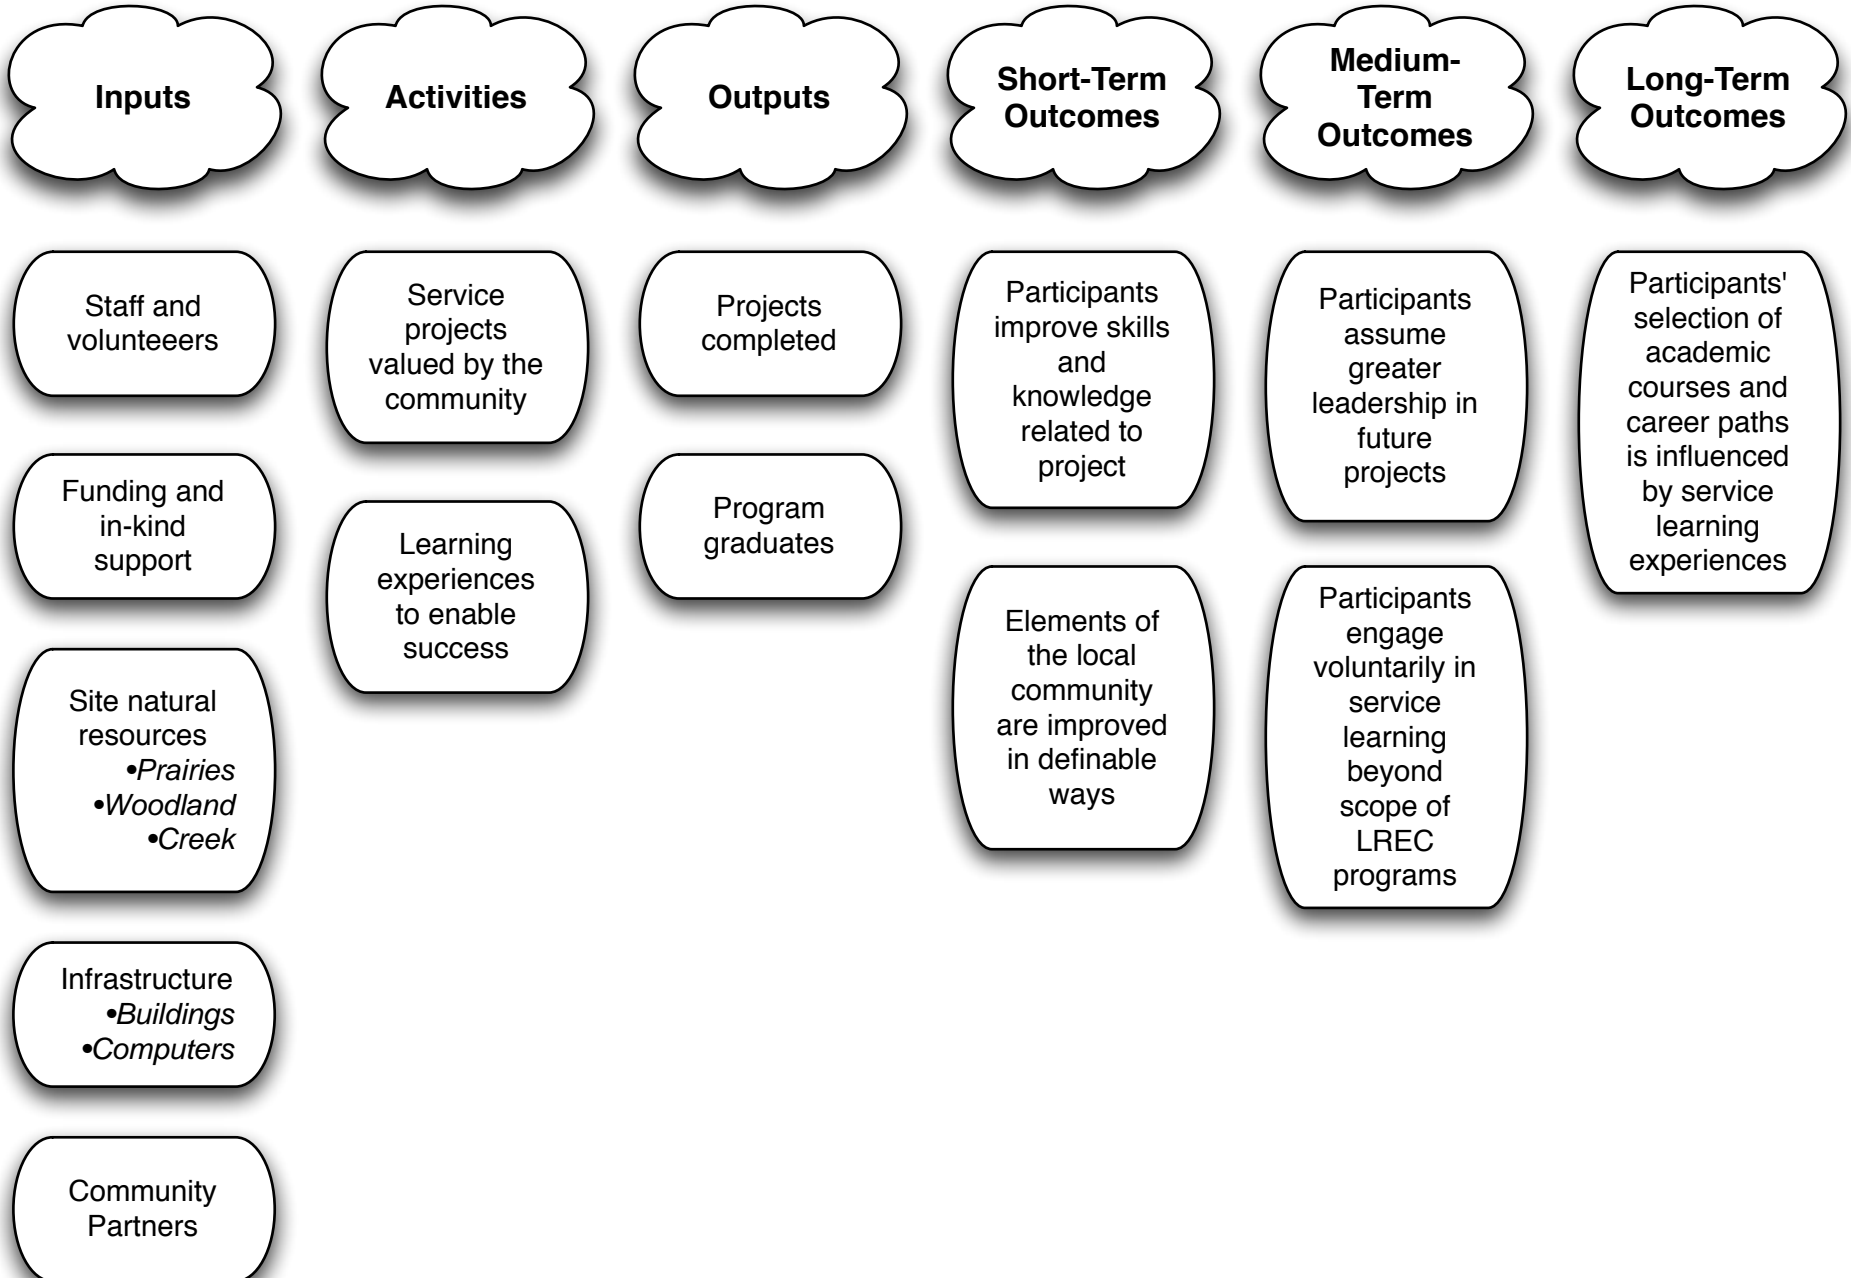 Inputs
Staff and
volunteeers
Funding and
in-kind
support
Site natural
resources
•Prairies
•Woodland
•Creek
Infrastructure
•Buildings
•Computers
Community
Partners
Activities
Service
projects
valued by the
community
Learning
experiences
to enable
success
Outputs
Projects
completed
Program
graduates
Short-Term
Outcomes
Participants
improve skills
and
knowledge
related to
project
Elements of
the local
community
are improved
in definable
ways
Medium-
Term
Outcomes
Participants
assume
greater
leadership in
future
projects
Participants
engage
voluntarily in
service
learning
beyond
scope of
LREC
programs
Long-Term
Outcomes
Participants'
selection of
academic
courses and
career paths
is influenced
by service
learning
experiences